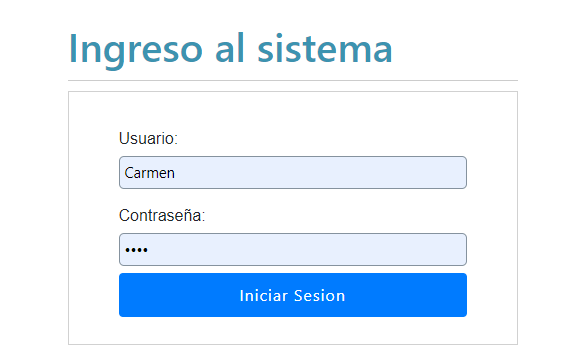 Ingreso al sistema
Usuario:
Carmen
Contraseña:
••••
Iniciar Sesion